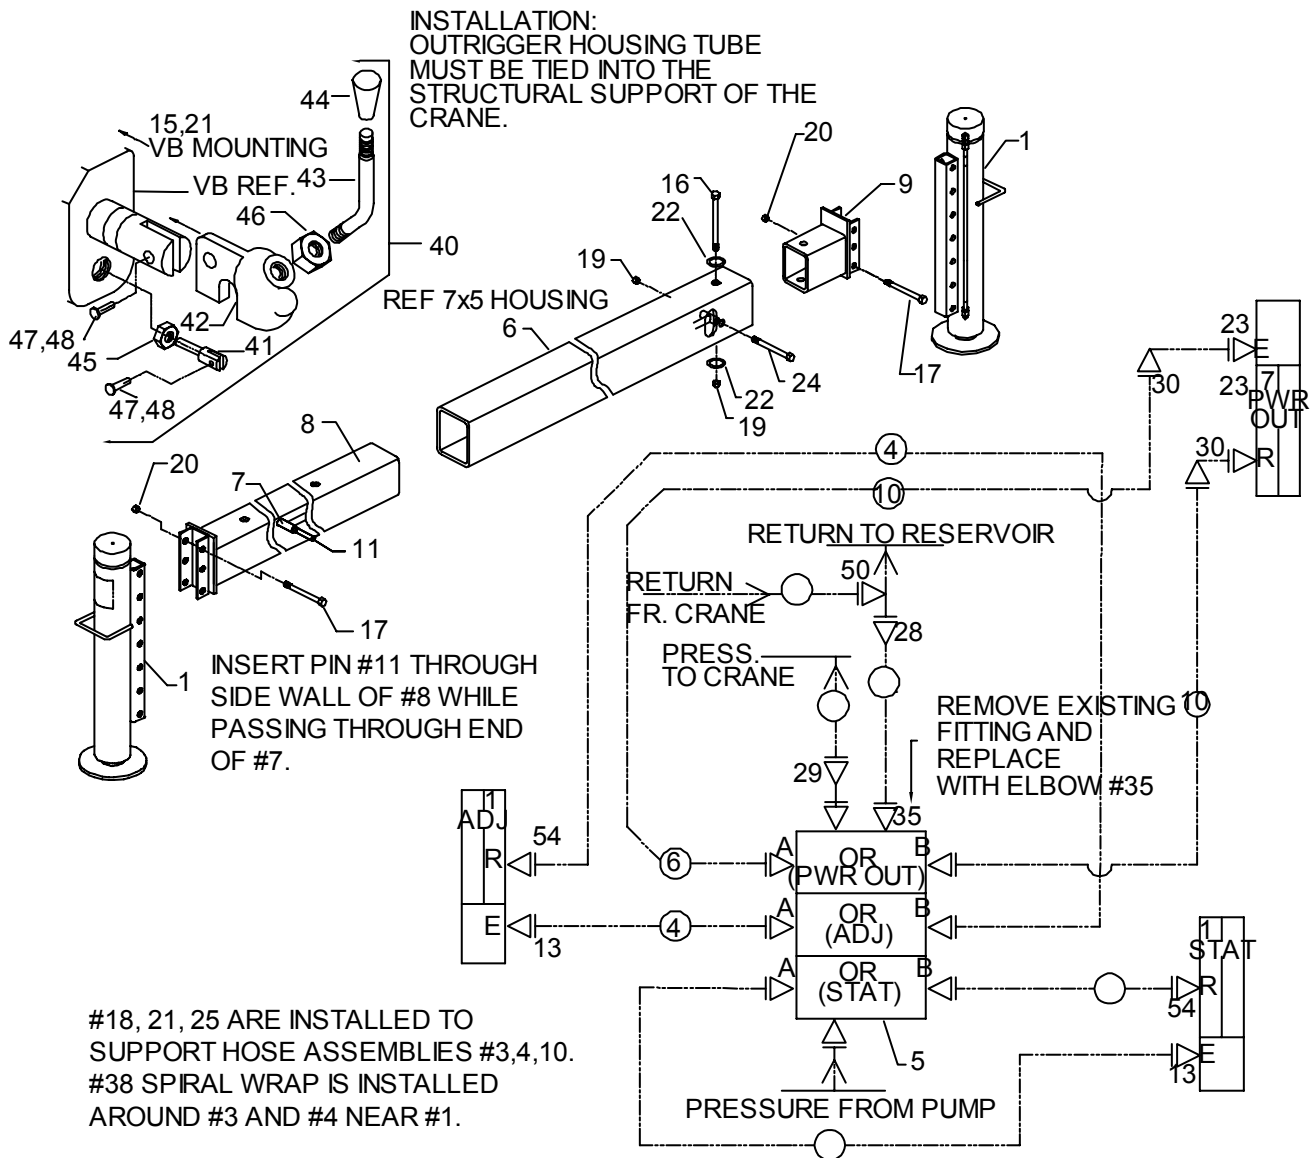 INSTALLATION:
OUTRIGGER HOUSING TUBE
MUST BE TIED INTO THE
STRUCTURAL SUPPORT OF THE
CRANE.
44
15,21
VB MOUNTING
VB REF.
43
46
40
42
47,48
45
41
47,48
20
1
16
9
22
19
REF 7x5 HOUSING
6
24
17
22
19
8
20
7
11
17
1
INSERT PIN #11 THROUGH
SIDE WALL OF #8 WHILE
PASSING THROUGH END
OF #7.
23
E
30
23
7
PWR
OUT
30
R
4
10
RETURN TO RESERVOIR
50
RETURN
FR. CRANE
28
PRESS.
TO CRANE
REMOVE EXISTING
FITTING AND
REPLACE
WITH ELBOW #35
10
29
35
1
ADJ
R
54
E
13
6
A
OR
(PWR OUT)
B
4
A
OR
(ADJ)
B
A
OR
(STAT)
B
5
1
STAT
R
54
E
13
PRESSURE FROM PUMP
#18, 21, 25 ARE INSTALLED TO
SUPPORT HOSE ASSEMBLIES #3,4,10.
#38 SPIRAL WRAP IS INSTALLED
AROUND #3 AND #4 NEAR #1.